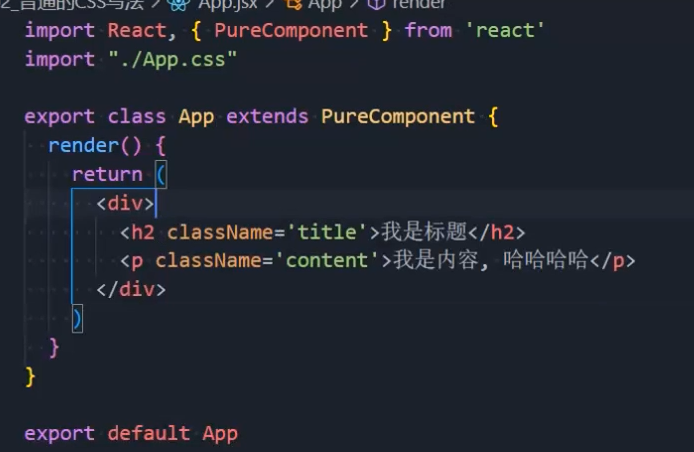 2_普通的CSS写法 > App.jsx > App > render
import React, { PureComponent } from 'react'
import "./App.css"
export class App extends PureComponent {
render() {
return (
<div>
<h2 className='title'>我是标题</h2>
<p className='content'>我是内容, 哈哈哈哈</p>
</div>
)
}
}
export default App